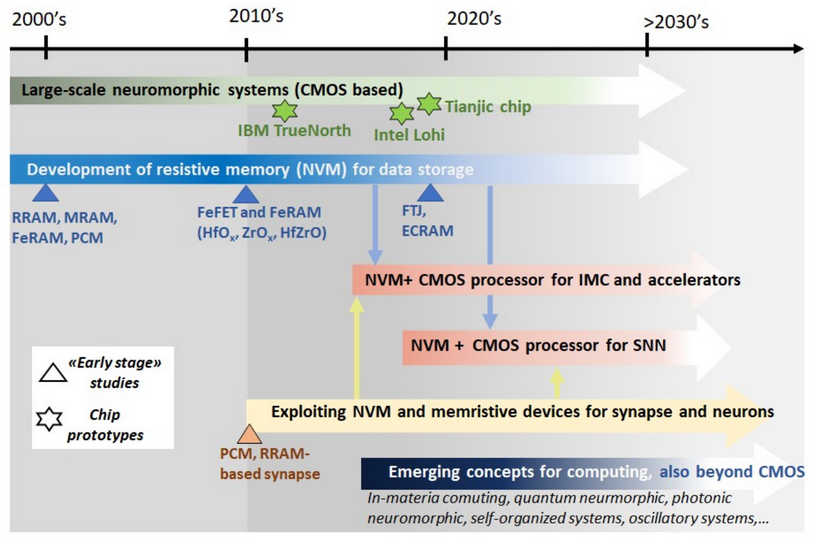 2000's
2010's
2020's
>2030's
Large-scale neuromorphic systems (CMOS based)
IBM TrueNorth
Intel Lohi
Tianjic chip
Development of resistive memory (NVM) for data storage
RRAM, MRAM,
FeRAM, PCM
FeFET and FeRAM
(HfOₓ, ZrOₓ, HfZrO)
FTJ,
ECRAM
NVM+ CMOS processor for IMC and accelerators
NVM + CMOS processor for SNN
«Early stage»
studies
Chip
prototypes
Exploiting NVM and memristive devices for synapse and neurons
PCM, RRAM-
based synapse
Emerging concepts for computing, also beyond CMOS
In-materia comuting, quantum neurmorphic, photonic
neuromorphic, self-organized systems, oscillatory systems,...